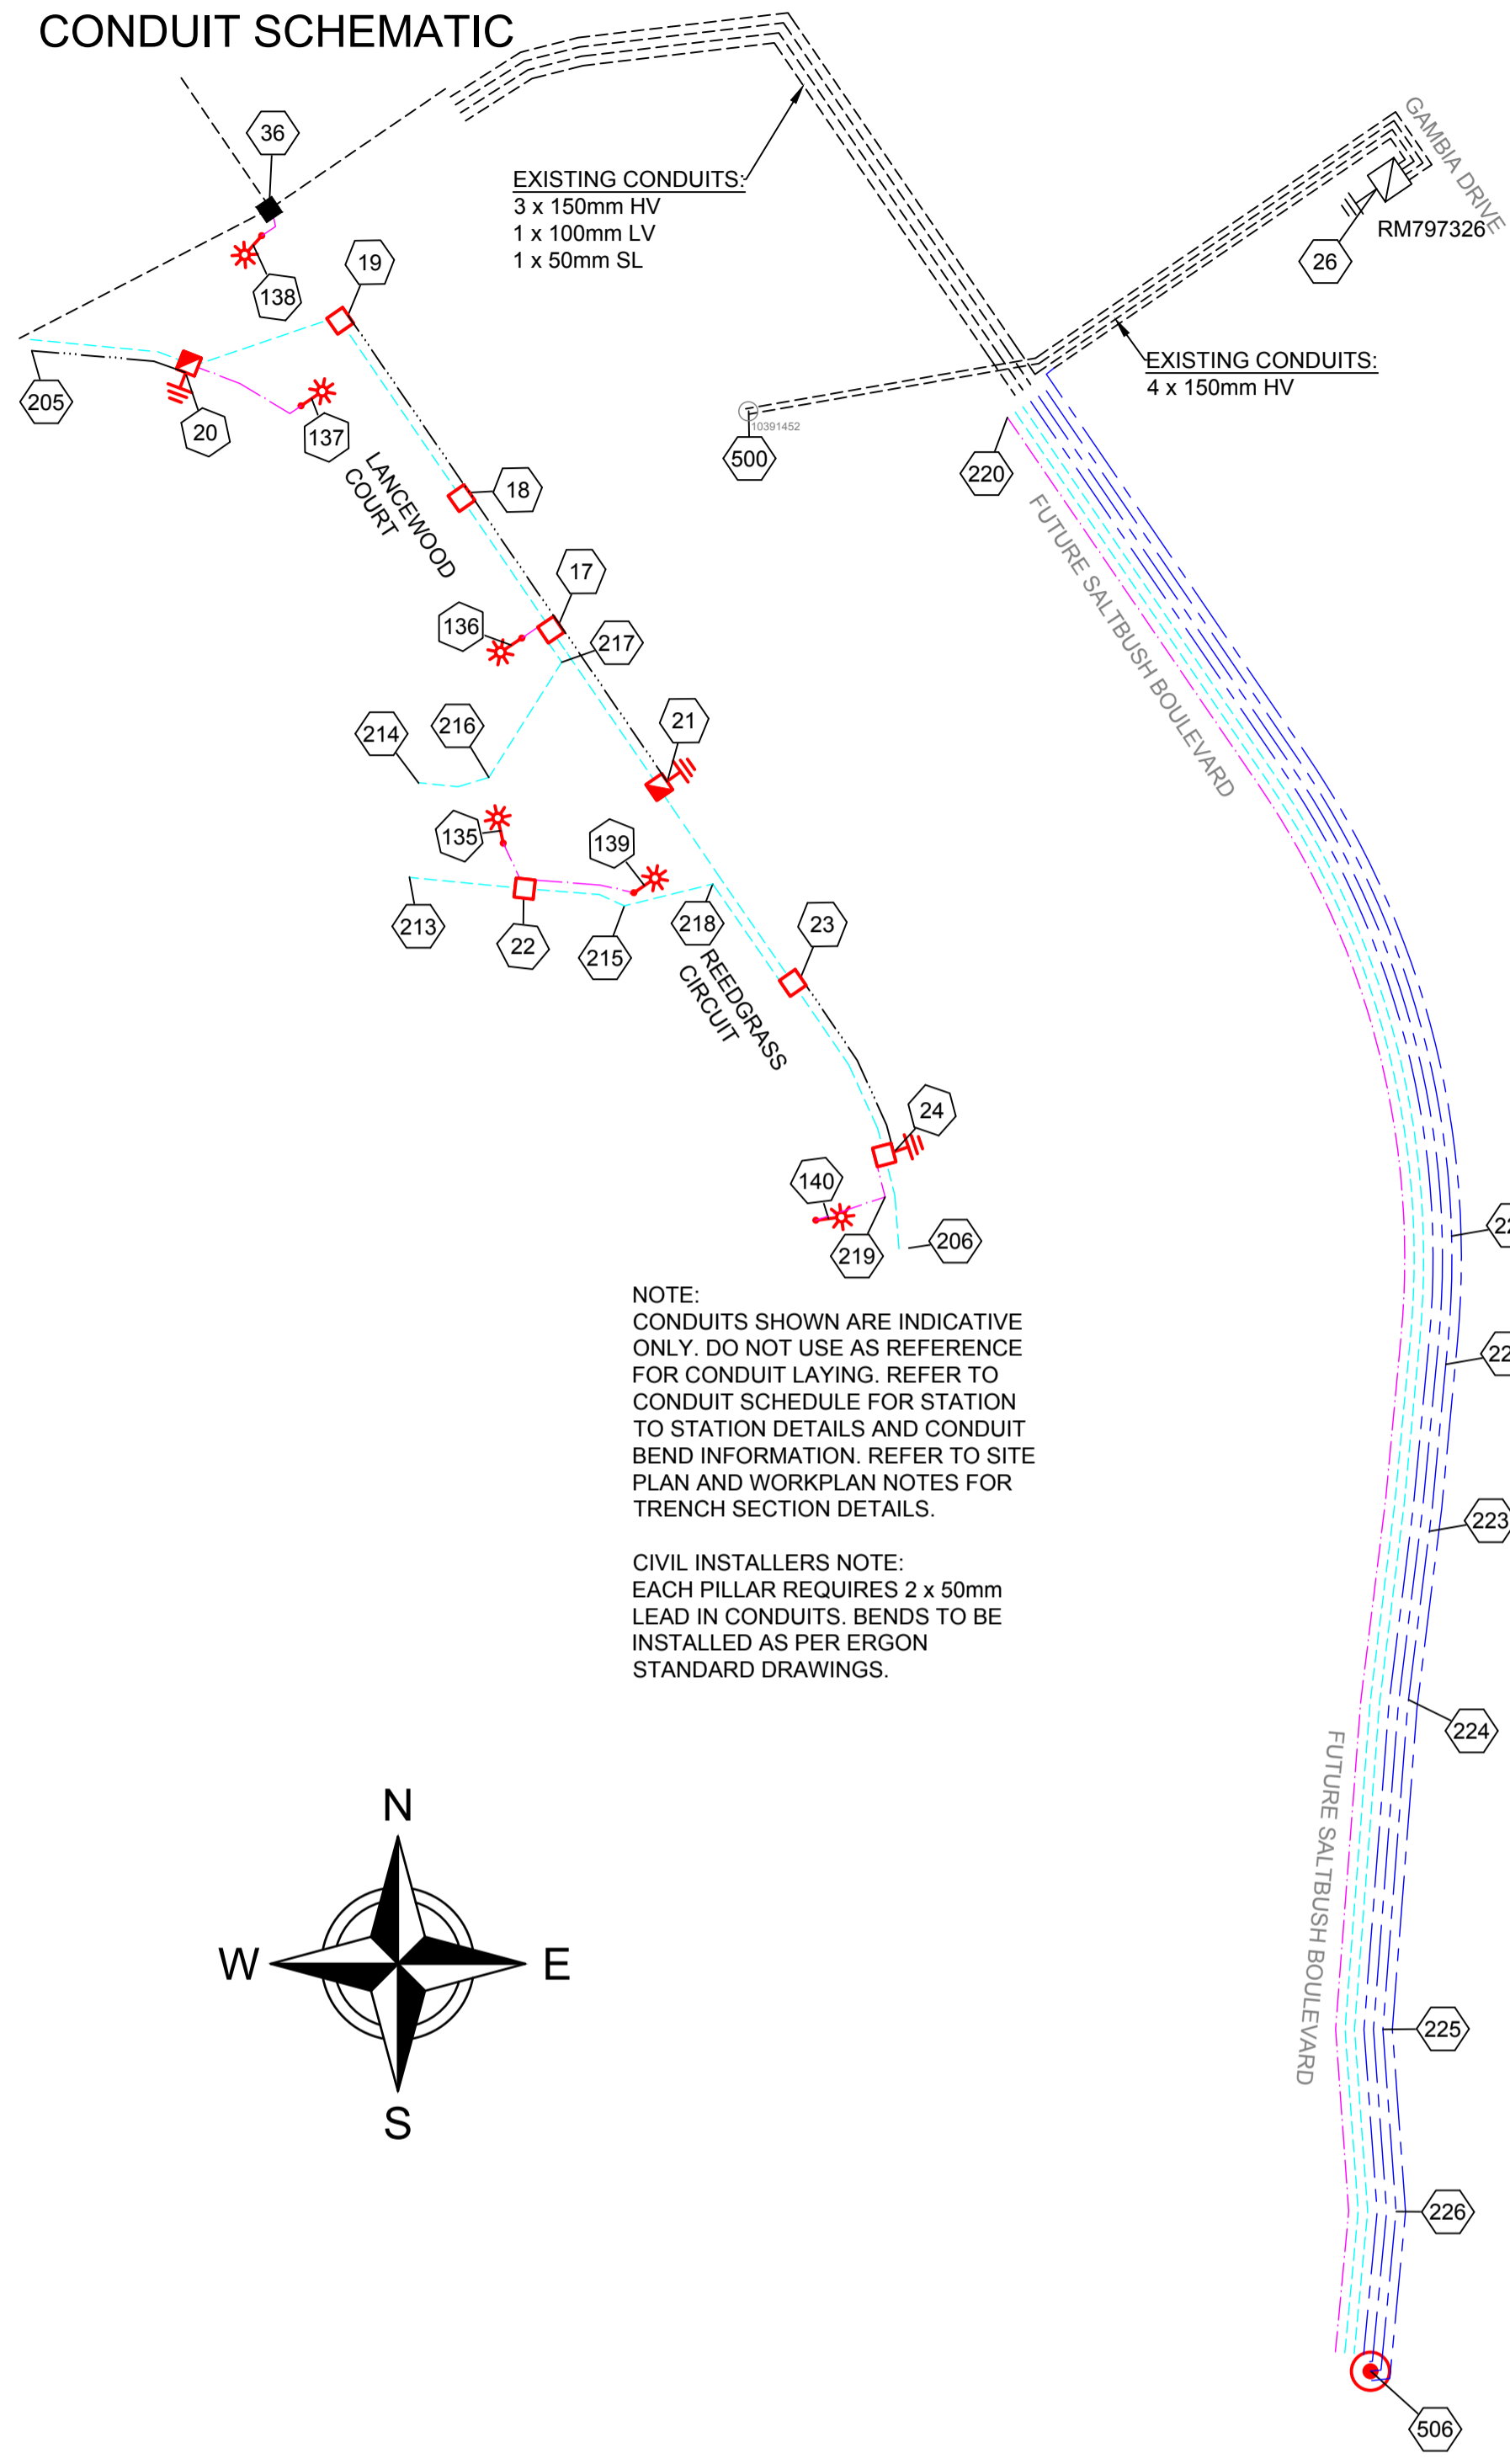 CONDUIT SCHEMATIC
36
EXISTING CONDUITS:
3 x 150mm HV
1 x 100mm LV
1 x 50mm SL
GAMBIA DRIVE
RM797326
26
138
19
EXISTING CONDUITS:
4 x 150mm HV
205
20
137
10391452
500
220
LANCEWOOD
COURT
18
FUTURE SALTBUSH BOULEVARD
17
136
217
214
216
21
135
139
213
22
215
218
23
REEDGRASS
CIRCUIT
24
140
219
206
NOTE:
CONDUITS SHOWN ARE INDICATIVE
ONLY. DO NOT USE AS REFERENCE
FOR CONDUIT LAYING. REFER TO
CONDUIT SCHEDULE FOR STATION
TO STATION DETAILS AND CONDUIT
BEND INFORMATION. REFER TO SITE
PLAN AND WORKPLAN NOTES FOR
TRENCH SECTION DETAILS.
223
CIVIL INSTALLERS NOTE:
EACH PILLAR REQUIRES 2 x 50mm
LEAD IN CONDUITS. BENDS TO BE
INSTALLED AS PER ERGON
STANDARD DRAWINGS.
224
FUTURE SALTBUSH BOULEVARD
N
W
E
S
225
226
506